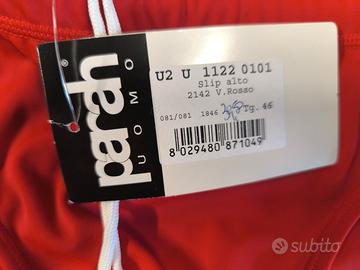 parah®
UOMO
U2 U 1122 0101
Slip alto
2142 V.Rosso
081/081 1846 Tg. 46
8 029480 871049
subito